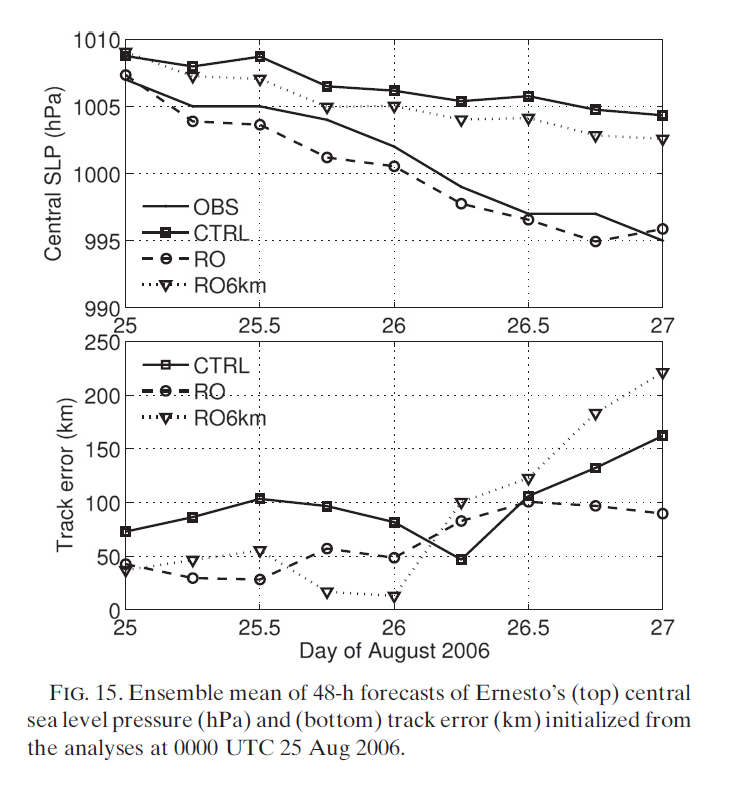 1010
1005
1000
995
990
Central SLP (hPa)
OBS
CTRL
RO
RO6km
25
25.5
26
26.5
27
250
200
150
100
50
0
Track error (km)
CTRL
RO
RO6km
25
25.5
26
26.5
27
Day of August 2006
FIG. 15. Ensemble mean of 48-h forecasts of Ernesto's (top) central
sea level pressure (hPa) and (bottom) track error (km) initialized from
the analyses at 0000 UTC 25 Aug 2006.